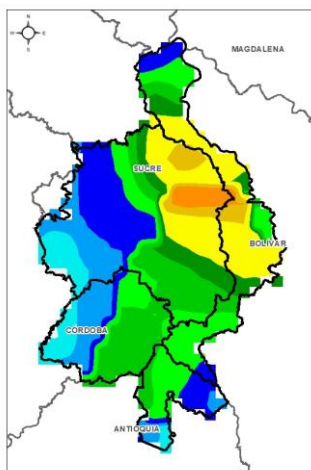 N
W E
S
MAGDALENA
SUCRE
BOLIVAR
CORDOBA
ANTIOQUIA